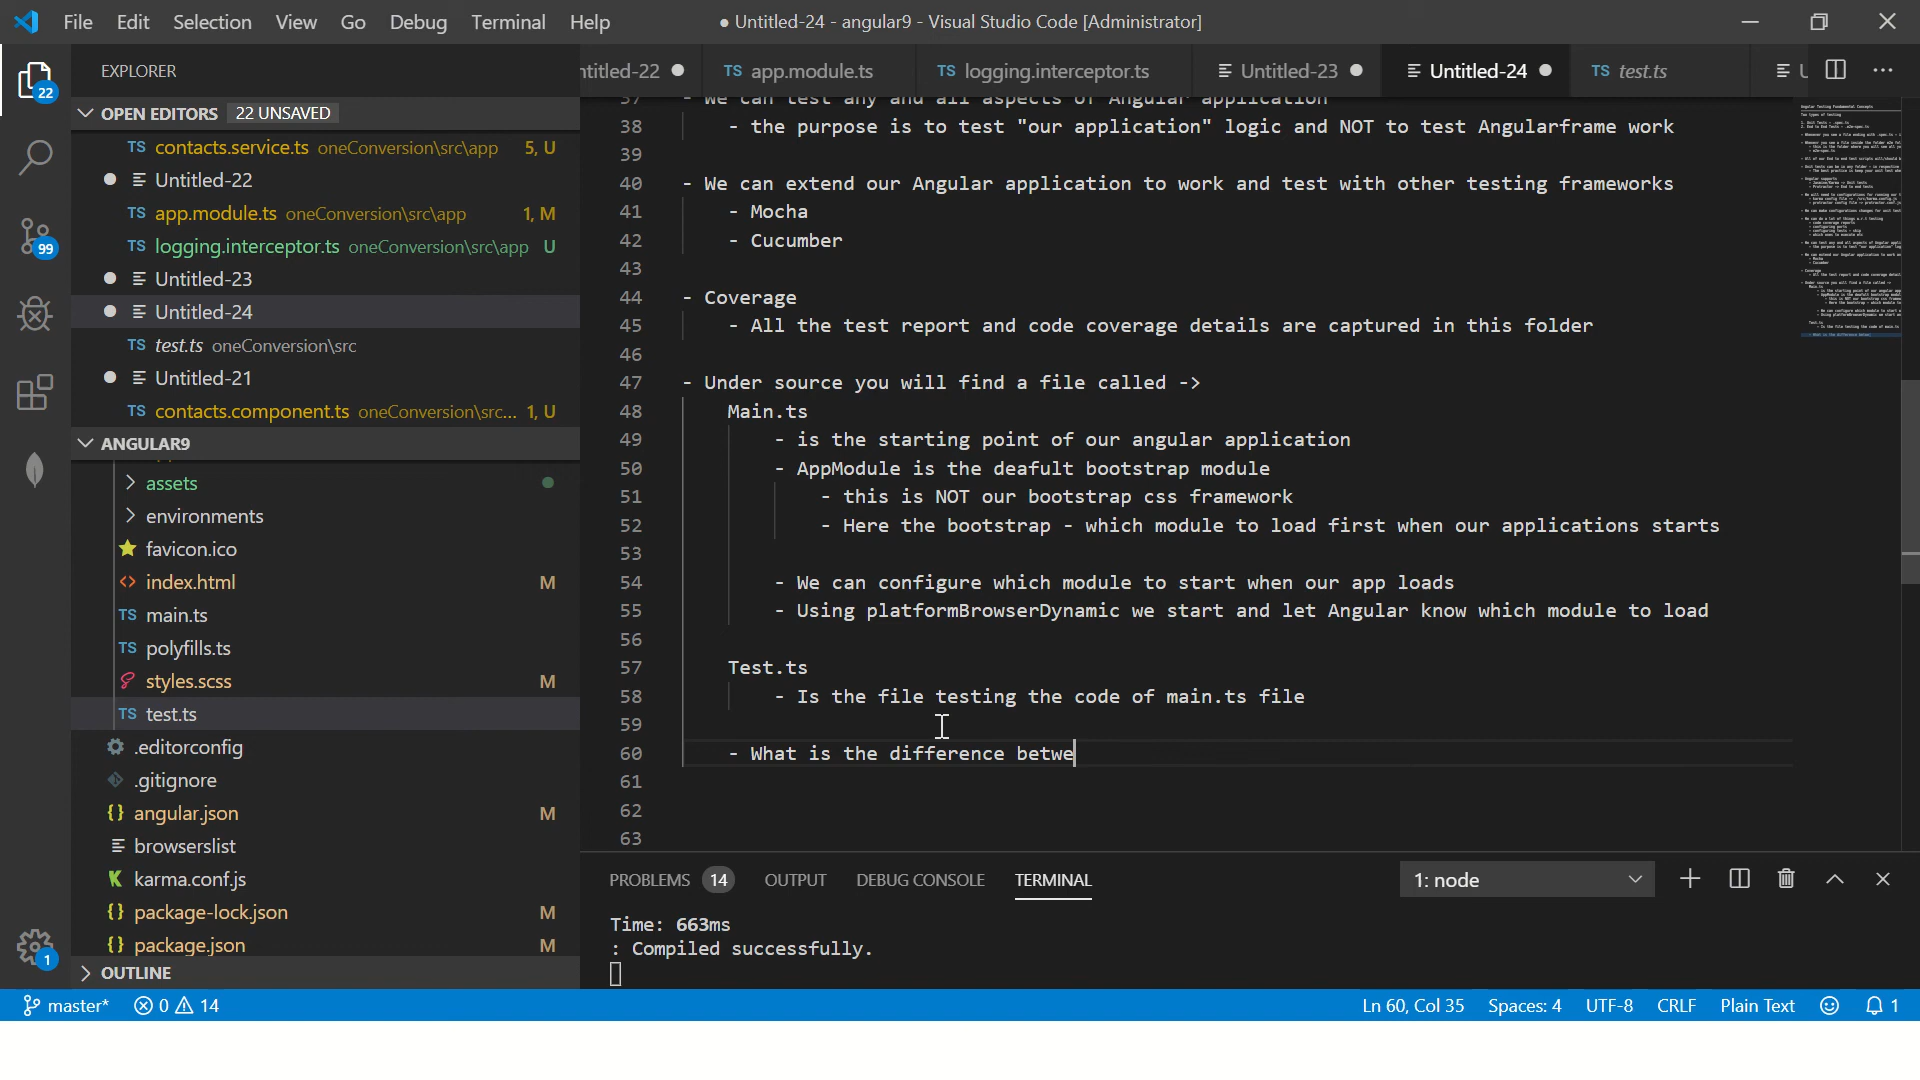 File Edit Selection View Go Debug Terminal Help
● Untitled-24 - angular9 - Visual Studio Code [Administrator]
EXPLORER
22
99
1
OPEN EDITORS 22 UNSAVED
TS contacts.service.ts oneConversion\src\app 5, U
Untitled-22
TS app.module.ts oneConversion\src\app 1, M
TS logging.interceptor.ts oneConversion\src\app U
Untitled-23
Untitled-24
TS test.ts oneConversion\src
Untitled-21
TS contacts.component.ts oneConversion\src... 1, U
ANGULAR9
assets
environments
favicon.ico
index.html M
TS main.ts
TS polyfills.ts
styles.scss M
TS test.ts
.editorconfig
.gitignore
{} angular.json M
browserslist
karma.conf.js
{} package-lock.json M
{} package.json M
OUTLINE
ntitled-22 TS app.module.ts TS logging.interceptor.ts Untitled-23 Untitled-24 TS test.ts
37 - We can test any and all aspects of Angular application
38 - the purpose is to test "our application" logic and NOT to test Angularframe work
39
40 - We can extend our Angular application to work and test with other testing frameworks
41 - Mocha
42 - Cucumber
43
44 - Coverage
45 - All the test report and code coverage details are captured in this folder
46
47 - Under source you will find a file called ->
48 Main.ts
49 - is the starting point of our angular application
50 - AppModule is the deafult bootstrap module
51 - this is NOT our bootstrap css framework
52 - Here the bootstrap - which module to load first when our applications starts
53
54 - We can configure which module to start when our app loads
55 - Using platformBrowserDynamic we start and let Angular know which module to load
56
57 Test.ts
58 - Is the file testing the code of main.ts file
59
60 - What is the difference betwe
61
62
63
PROBLEMS 14 OUTPUT DEBUG CONSOLE TERMINAL 1: node
Time: 663ms
: Compiled successfully.
master* 0 14 Ln 60, Col 35 Spaces: 4 UTF-8 CRLF Plain Text 1